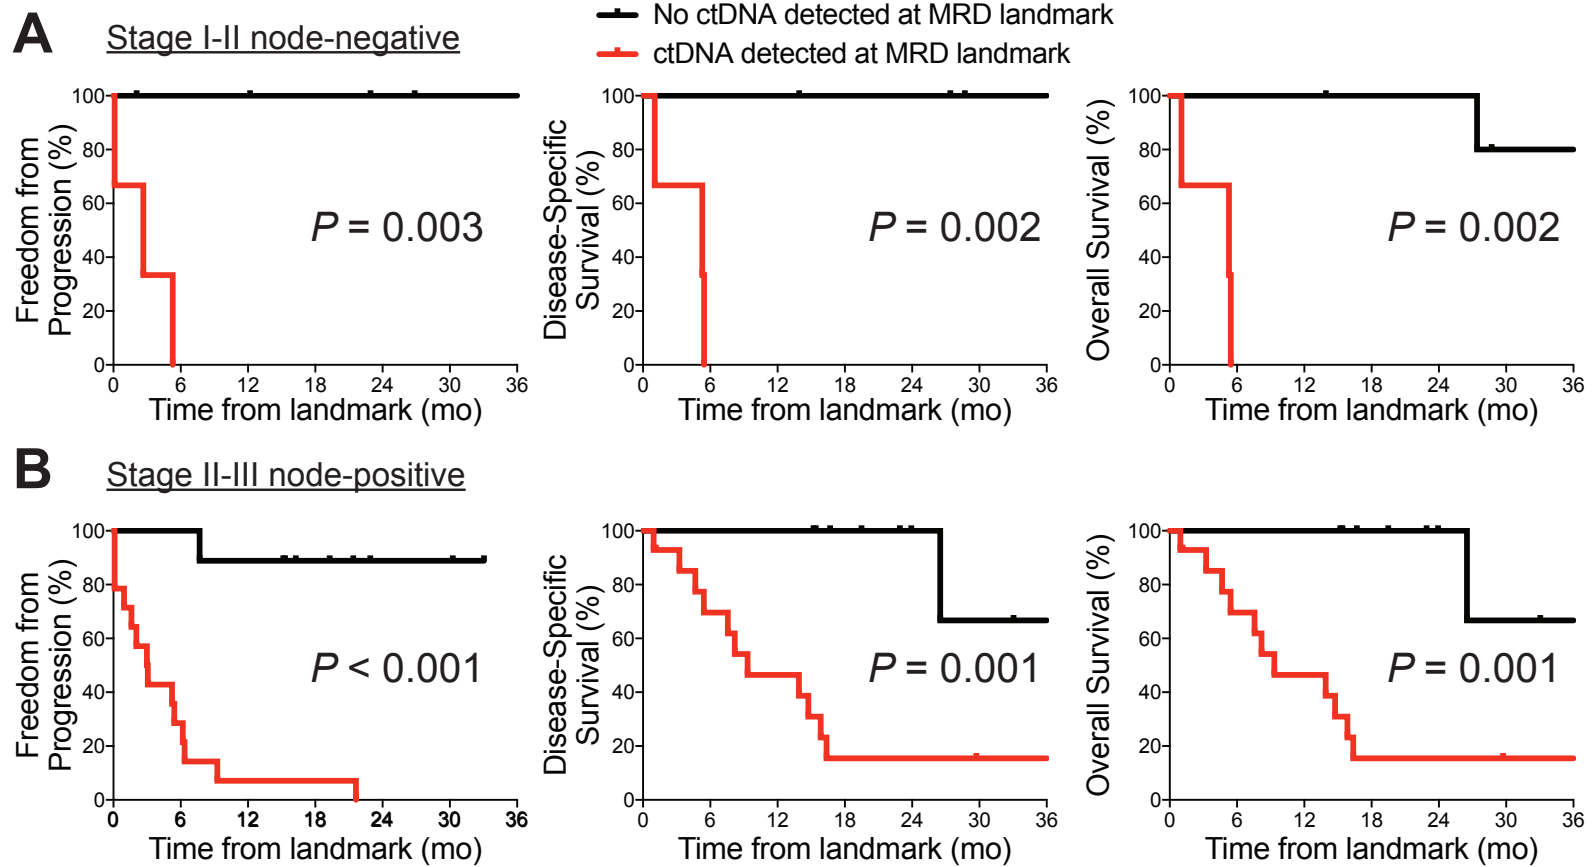 A
Stage I-II node-negative
No ctDNA detected at MRD landmark
ctDNA detected at MRD landmark
Freedom from
Progression (%)
100
80
60
40
20
0
P = 0.003
0 6 12 18 24 30 36
Time from landmark (mo)
Disease-Specific
Survival (%)
100
80
60
40
20
0
P = 0.002
0 6 12 18 24 30 36
Time from landmark (mo)
Overall Survival (%)
100
80
60
40
20
0
P = 0.002
0 6 12 18 24 30 36
Time from landmark (mo)
B
Stage II-III node-positive
Freedom from
Progression (%)
100
80
60
40
20
0
P < 0.001
0 6 12 18 24 30 36
Time from landmark (mo)
Disease-Specific
Survival (%)
100
80
60
40
20
0
P = 0.001
0 6 12 18 24 30 36
Time from landmark (mo)
Overall Survival (%)
100
80
60
40
20
0
P = 0.001
0 6 12 18 24 30 36
Time from landmark (mo)